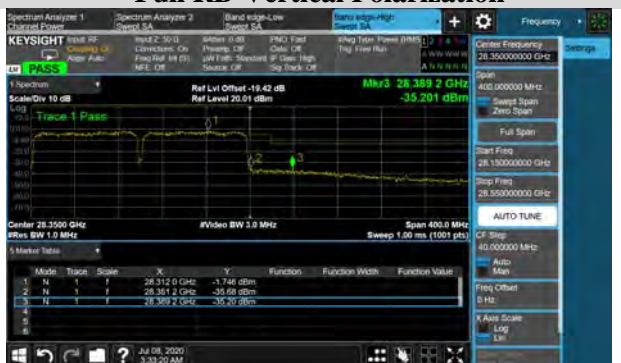 Full RB Vertical Polarization
Spectrum Analyzer 1
Channel Power
Spectrum Analyzer 2
Swept SA
Band edge-Low
Swept SA
Band edge-High
Swept SA
Frequency
KEYSIGHT Input: RF
Coupling: DC
Align: Auto
LXI PASS
Input Z: 50 Ω
Corrections: On
Freq Ref: Int (S)
NFE: Off
#Atten: 0 dB
Preamp: Off
µW Path: Standard
Source: Off
PNO: Fast
Gate: Off
IF Gain: High
Sig Track: Off
#Avg Type: Power (RMS)
Trig: Free Run
1 Spectrum
Scale/Div 10 dB
Ref Lvl Offset -19.42 dB
Ref Level 20.01 dBm
Mkr3 28.389 2 GHz
-35.201 dBm
Log
Trace 1 Pass
1
2
3
Center 28.3500 GHz
#Res BW 1.0 MHz
#Video BW 3.0 MHz
Span 400.0 MHz
Sweep 1.00 ms (1001 pts)
5 Marker Table
Mode Trace Scale X Y Function Function Width Function Value
1 N 1 f 28.312 0 GHz -1.746 dBm
2 N 1 f 28.351 2 GHz -35.68 dBm
3 N 1 f 28.389 2 GHz -35.20 dBm
4
5
6
Jul 08, 2020
3:33:20 AM
Center Frequency
28.350000000 GHz
Settings
Span
400.000000 MHz
Swept Span
Zero Span
Full Span
Start Freq
28.150000000 GHz
Stop Freq
28.550000000 GHz
AUTO TUNE
CF Step
40.000000 MHz
Auto
Man
Freq Offset
0 Hz
X Axis Scale
Log
Lin